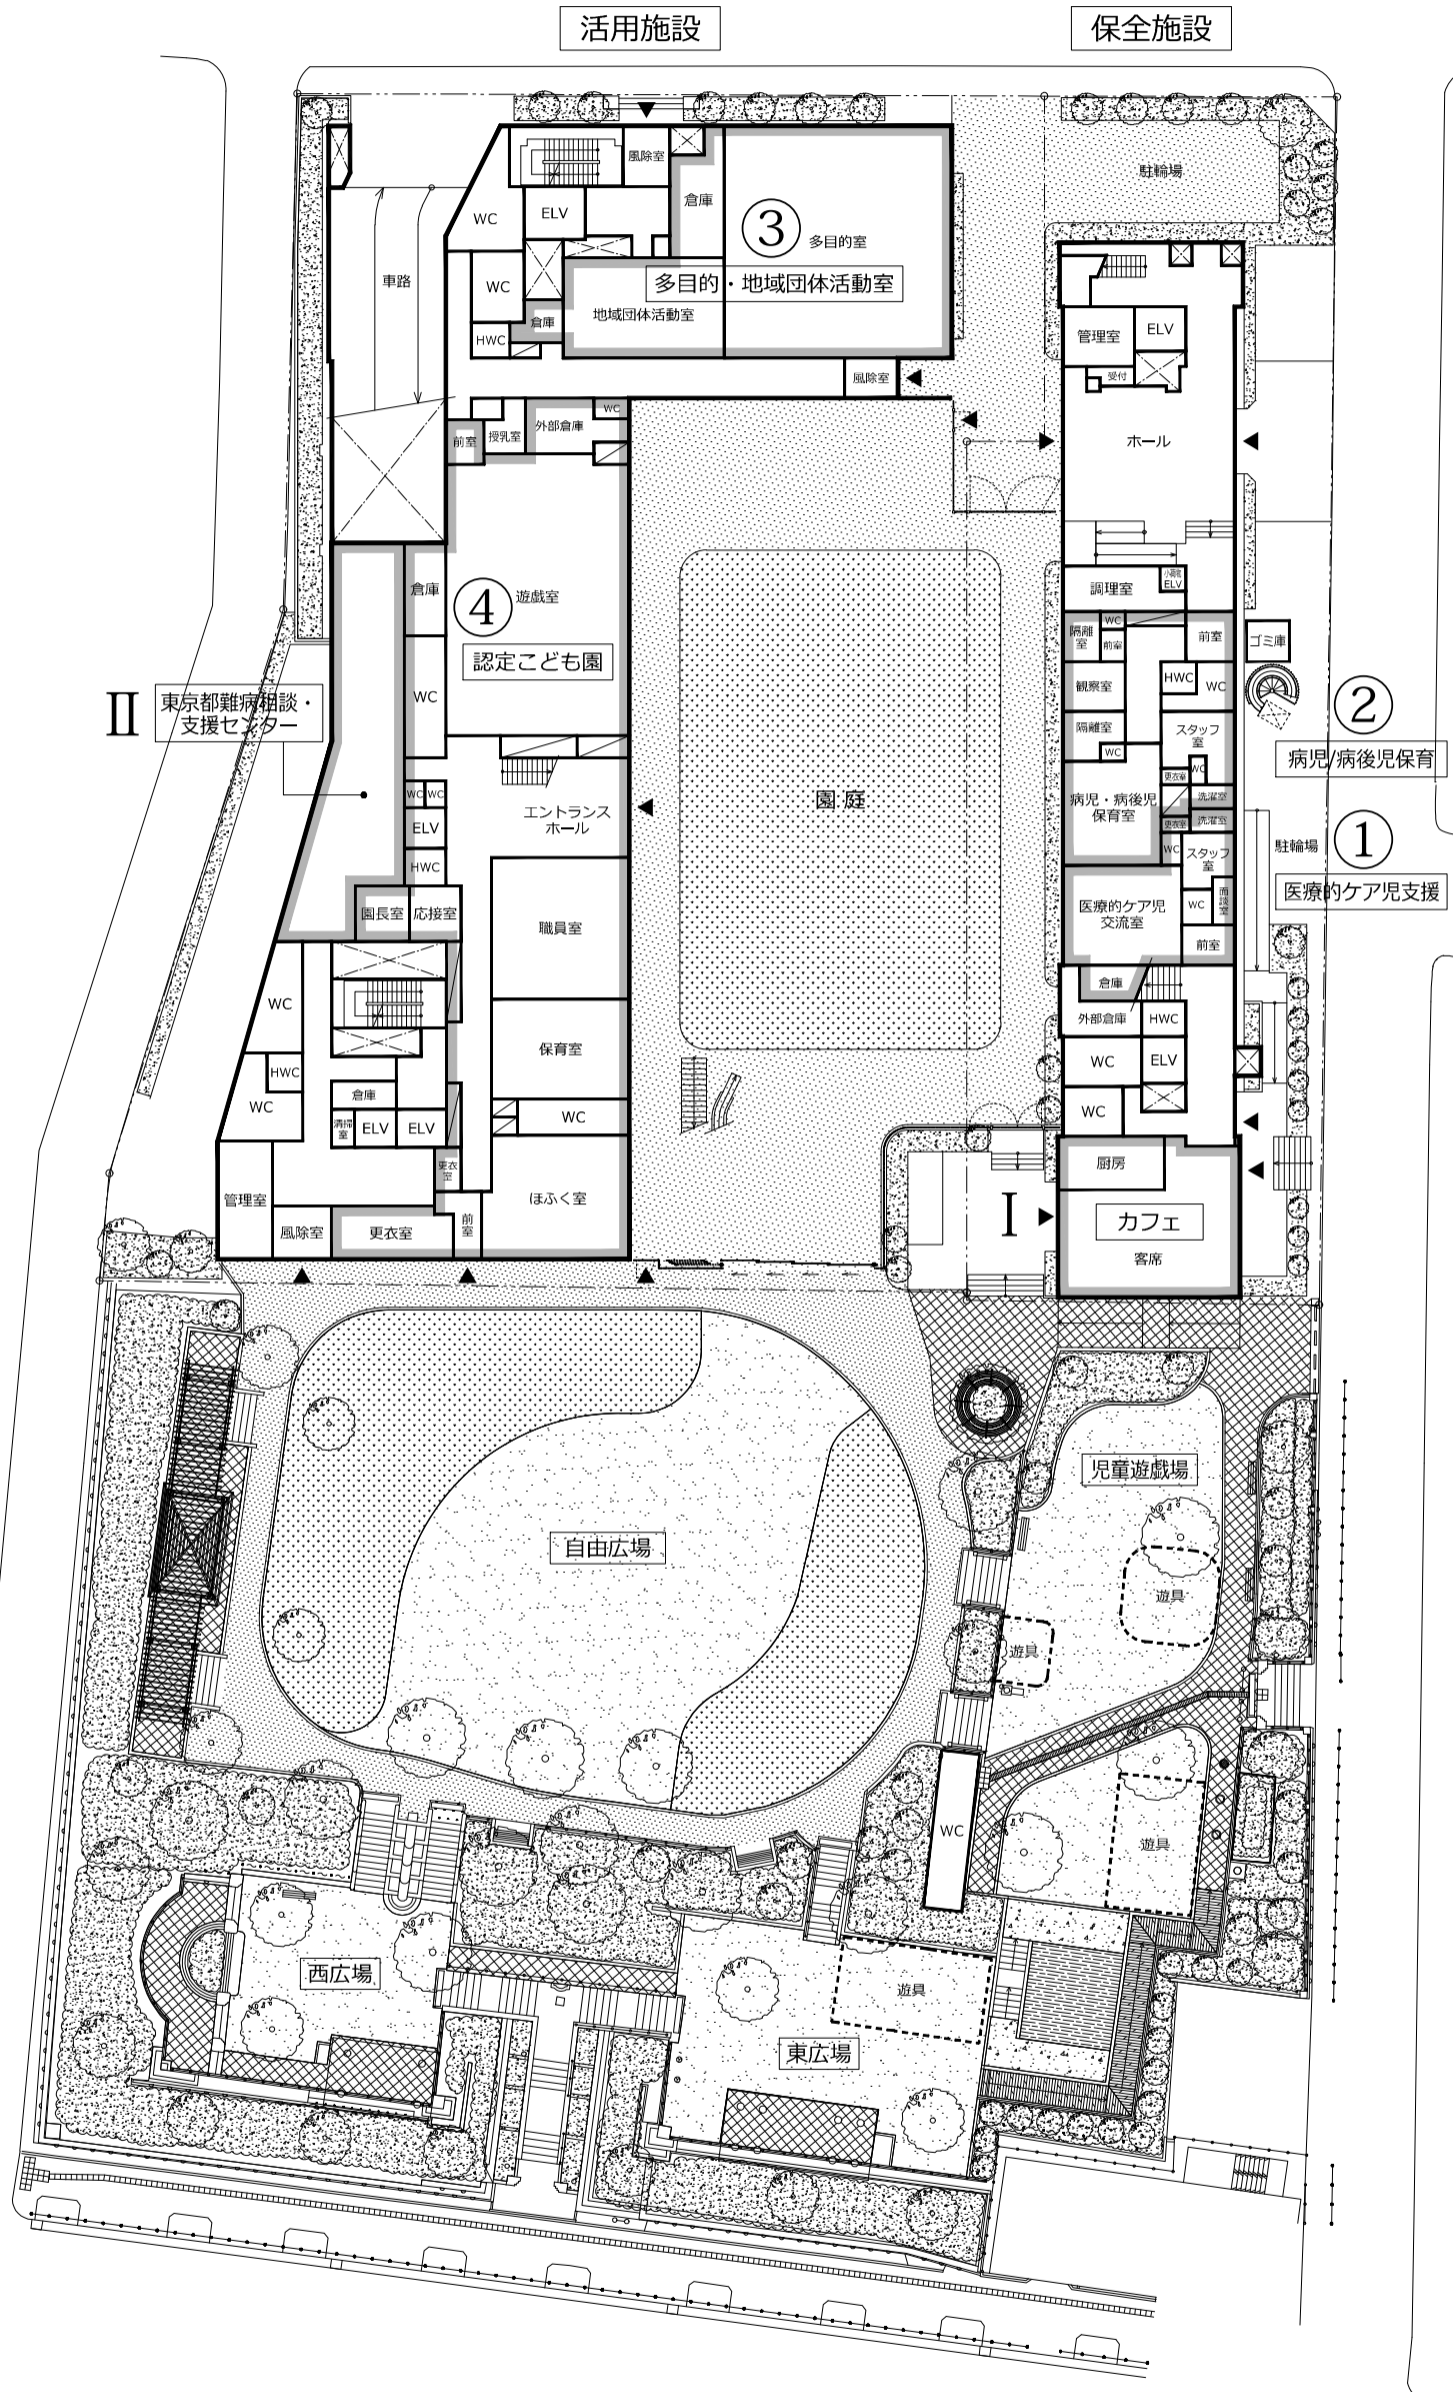 活用施設
保全施設
風除室
倉庫
WC
ELV
③
多目的室
駐輪場
車路
WC
多目的・地域団体活動室
地域団体活動室
倉庫
HWC
風除室
管理室
ELV
受付
ホール
WC
外部倉庫
授乳室
前室
倉庫
④
遊戯室
認定こども園
WC
調理室
小荷物
ELV
隔離
室
WC
前室
前室
ゴミ庫
観察室
HWC
WC
Ⅱ
東京都難病相談・
支援センター
隔離室
WC
スタッフ
室
WC
更衣室
洗濯室
②
病児/病後児保育
WC
WC
ELV
HWC
エントランス
ホール
園庭
病児・病後児
保育室
更衣室
洗濯室
WC
スタッフ
室
駐輪場
①
医療的ケア児支援
園長室
応接室
職員室
医療的ケア児
交流室
WC
面談室
前室
倉庫
外部倉庫
HWC
WC
HWC
WC
倉庫
清掃
室
ELV
ELV
保育室
WC
WC
ELV
WC
更衣
室
管理室
風除室
更衣室
前室
ほふく室
厨房
Ⅰ
カフェ
客席
児童遊戯場
自由広場
遊具
遊具
WC
遊具
西広場
遊具
東広場